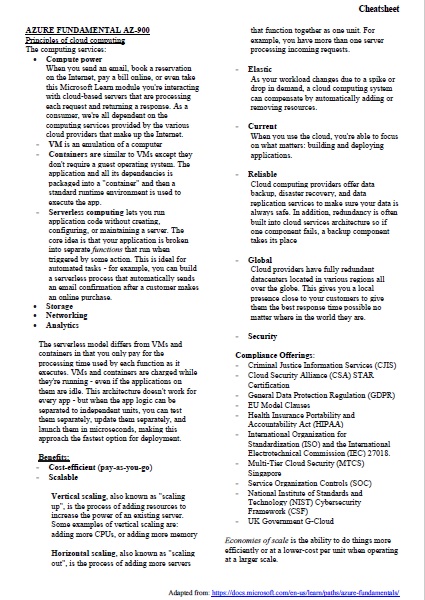 Cheatsheet
AZURE FUNDAMENTAL AZ-900
Principles of cloud computing
The computing services:
• Compute power
When you send an email, book a reservation
on the Internet, pay a bill online, or even take
this Microsoft Learn module you're interacting
with cloud-based servers that are processing
each request and returning a response. As a
consumer, we're all dependent on the
computing services provided by the various
cloud providers that make up the Internet.
- VM is an emulation of a computer
- Containers are similar to VMs except they
don't require a guest operating system. The
application and all its dependencies is
packaged into a "container" and then a
standard runtime environment is used to
execute the app.
- Serverless computing lets you run
application code without creating,
configuring, or maintaining a server. The
core idea is that your application is broken
into separate functions that run when
triggered by some action. This is ideal for
automated tasks - for example, you can build
a serverless process that automatically sends
an email confirmation after a customer makes
an online purchase.
• Storage
• Networking
• Analytics
The serverless model differs from VMs and
containers in that you only pay for the
processing time used by each function as it
executes. VMs and containers are charged while
they're running - even if the applications on
them are idle. This architecture doesn't work for
every app - but when the app logic can be
separated to independent units, you can test
them separately, update them separately, and
launch them in microseconds, making this
approach the fastest option for deployment.
Benefits:
- Cost-efficient (pay-as-you-go)
- Scalable
Vertical scaling, also known as "scaling
up", is the process of adding resources to
increase the power of an existing server.
Some examples of vertical scaling are:
adding more CPUs, or adding more memory
Horizontal scaling, also known as "scaling
out", is the process of adding more servers
that function together as one unit. For
example, you have more than one server
processing incoming requests.
- Elastic
As your workload changes due to a spike or
drop in demand, a cloud computing system
can compensate by automatically adding or
removing resources.
- Current
When you use the cloud, you're able to focus
on what matters: building and deploying
applications.
- Reliable
Cloud computing providers offer data
backup, disaster recovery, and data
replication services to make sure your data is
always safe. In addition, redundancy is often
built into cloud services architecture so if
one component fails, a backup component
takes its place
- Global
Cloud providers have fully redundant
datacenters located in various regions all
over the globe. This gives you a local
presence close to your customers to give
them the best response time possible no
matter where in the world they are.
- Security
Compliance Offerings:
- Criminal Justice Information Services (CJIS)
- Cloud Security Alliance (CSA) STAR
Certification
- General Data Protection Regulation (GDPR)
- EU Model Clauses
- Health Insurance Portability and
Accountability Act (HIPAA)
- International Organization for
Standardization (ISO) and the International
Electrotechnical Commission (IEC) 27018.
- Multi-Tier Cloud Security (MTCS)
Singapore
- Service Organization Controls (SOC)
- National Institute of Standards and
Technology (NIST) Cybersecurity
Framework (CSF)
- UK Government G-Cloud
Economies of scale is the ability to do things more
efficiently or at a lower-cost per unit when operating
at a larger scale.
Adapted from: https://docs.microsoft.com/en-us/learn/paths/azure-fundamentals/